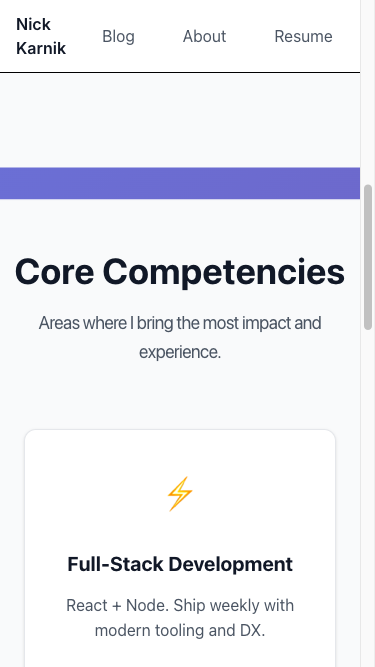 Nick
Karnik
Blog
About
Resume
Core Competencies
Areas where I bring the most impact and
experience.
Full-Stack Development
React + Node. Ship weekly with
modern tooling and DX.